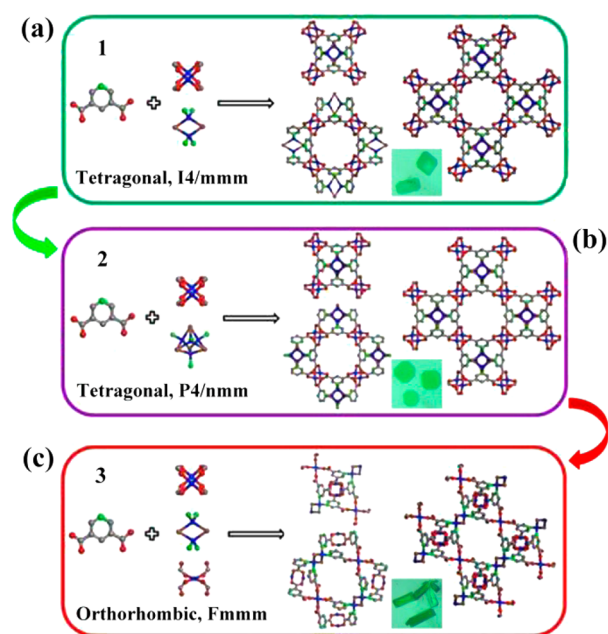 (a)
1
Tetragonal, I4/mmm
(b)
2
Tetragonal, P4/nmm
(c)
3
Orthorhombic, Fmmm